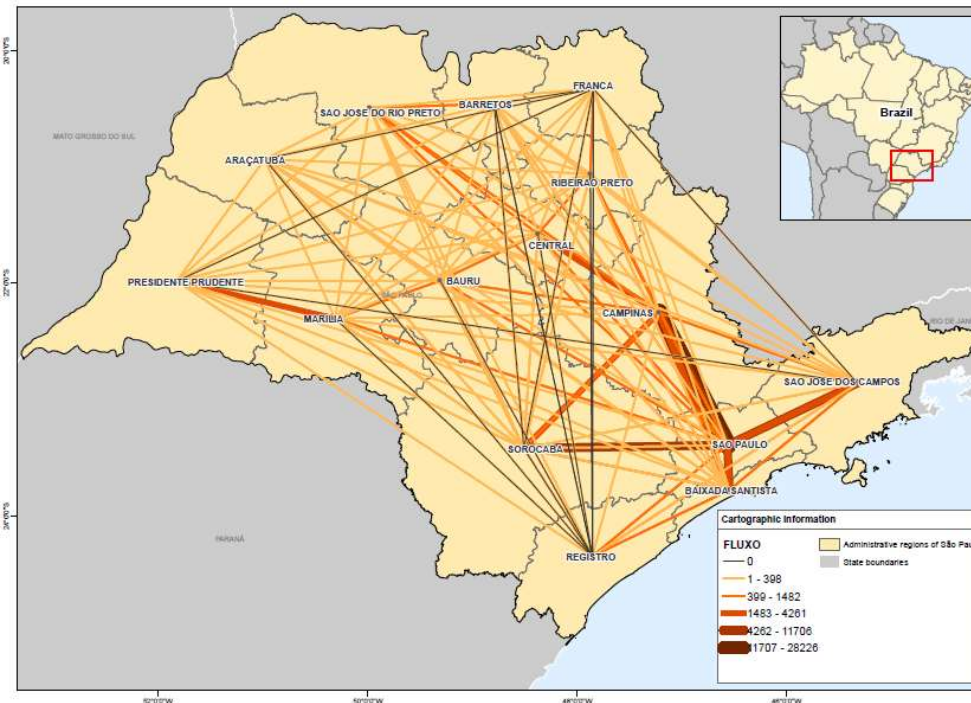 Brazil
FRANCA
BARRETOS
SAO JOSE DO RIO PRETO
MATO GROSSO DO SUL
ARAÇATUBA
RIBEIRAO PRETO
CENTRAL
PRESIDENTE PRUDENTE
BAURU
MARILIA
CAMPINAS
SAO JOSE DOS CAMPOS
SAO PAULO
SOROCABA
BAIXADA SANTISTA
PARANÁ
REGISTRO
Cartographic Information
FLUXO
0
1 - 398
399 - 1482
1483 - 4261
4262 - 11706
11707 - 28226
Administrative regions of São Pau
State boundaries